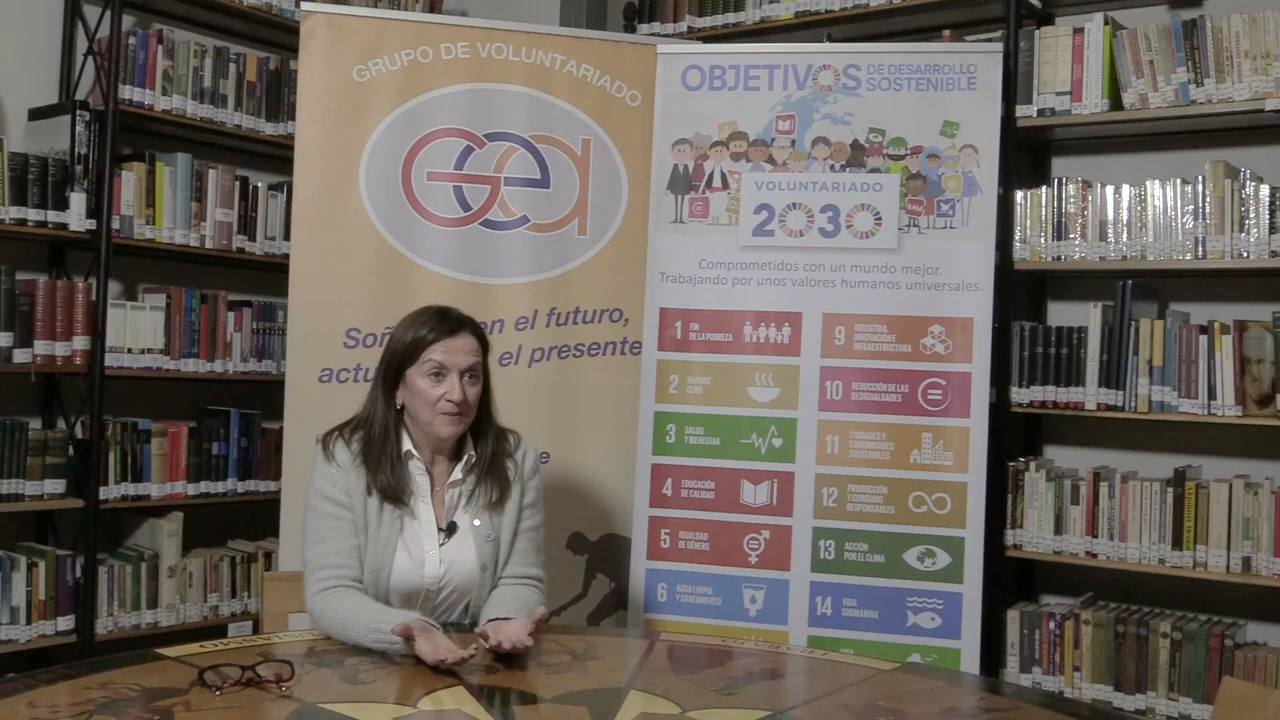 GRUPO DE VOLUNTARIADO
Gea
Soñ en el futuro,
actu el presente
e
OBJETIVOS DE DESARROLLO
SOSTENIBLE
VOLUNTARIADO
2030
Comprometidos con un mundo mejor.
Trabajando por unos valores humanos universales.
1 FIN
DE LA POBREZA
2 HAMBRE
CERO
3 SALUD
Y BIENESTAR
4 EDUCACIÓN
DE CALIDAD
5 IGUALDAD
DE GÉNERO
6 AGUA LIMPIA
Y SANEAMIENTO
9 INDUSTRIA,
INNOVACIÓN E
INFRAESTRUCTURA
10 REDUCCIÓN DE LAS
DESIGUALDADES
11 CIUDADES Y
COMUNIDADES
SOSTENIBLES
12 PRODUCCIÓN
Y CONSUMO
RESPONSABLES
13 ACCIÓN
POR EL CLIMA
14 VIDA
SUBMARINA
VIDA